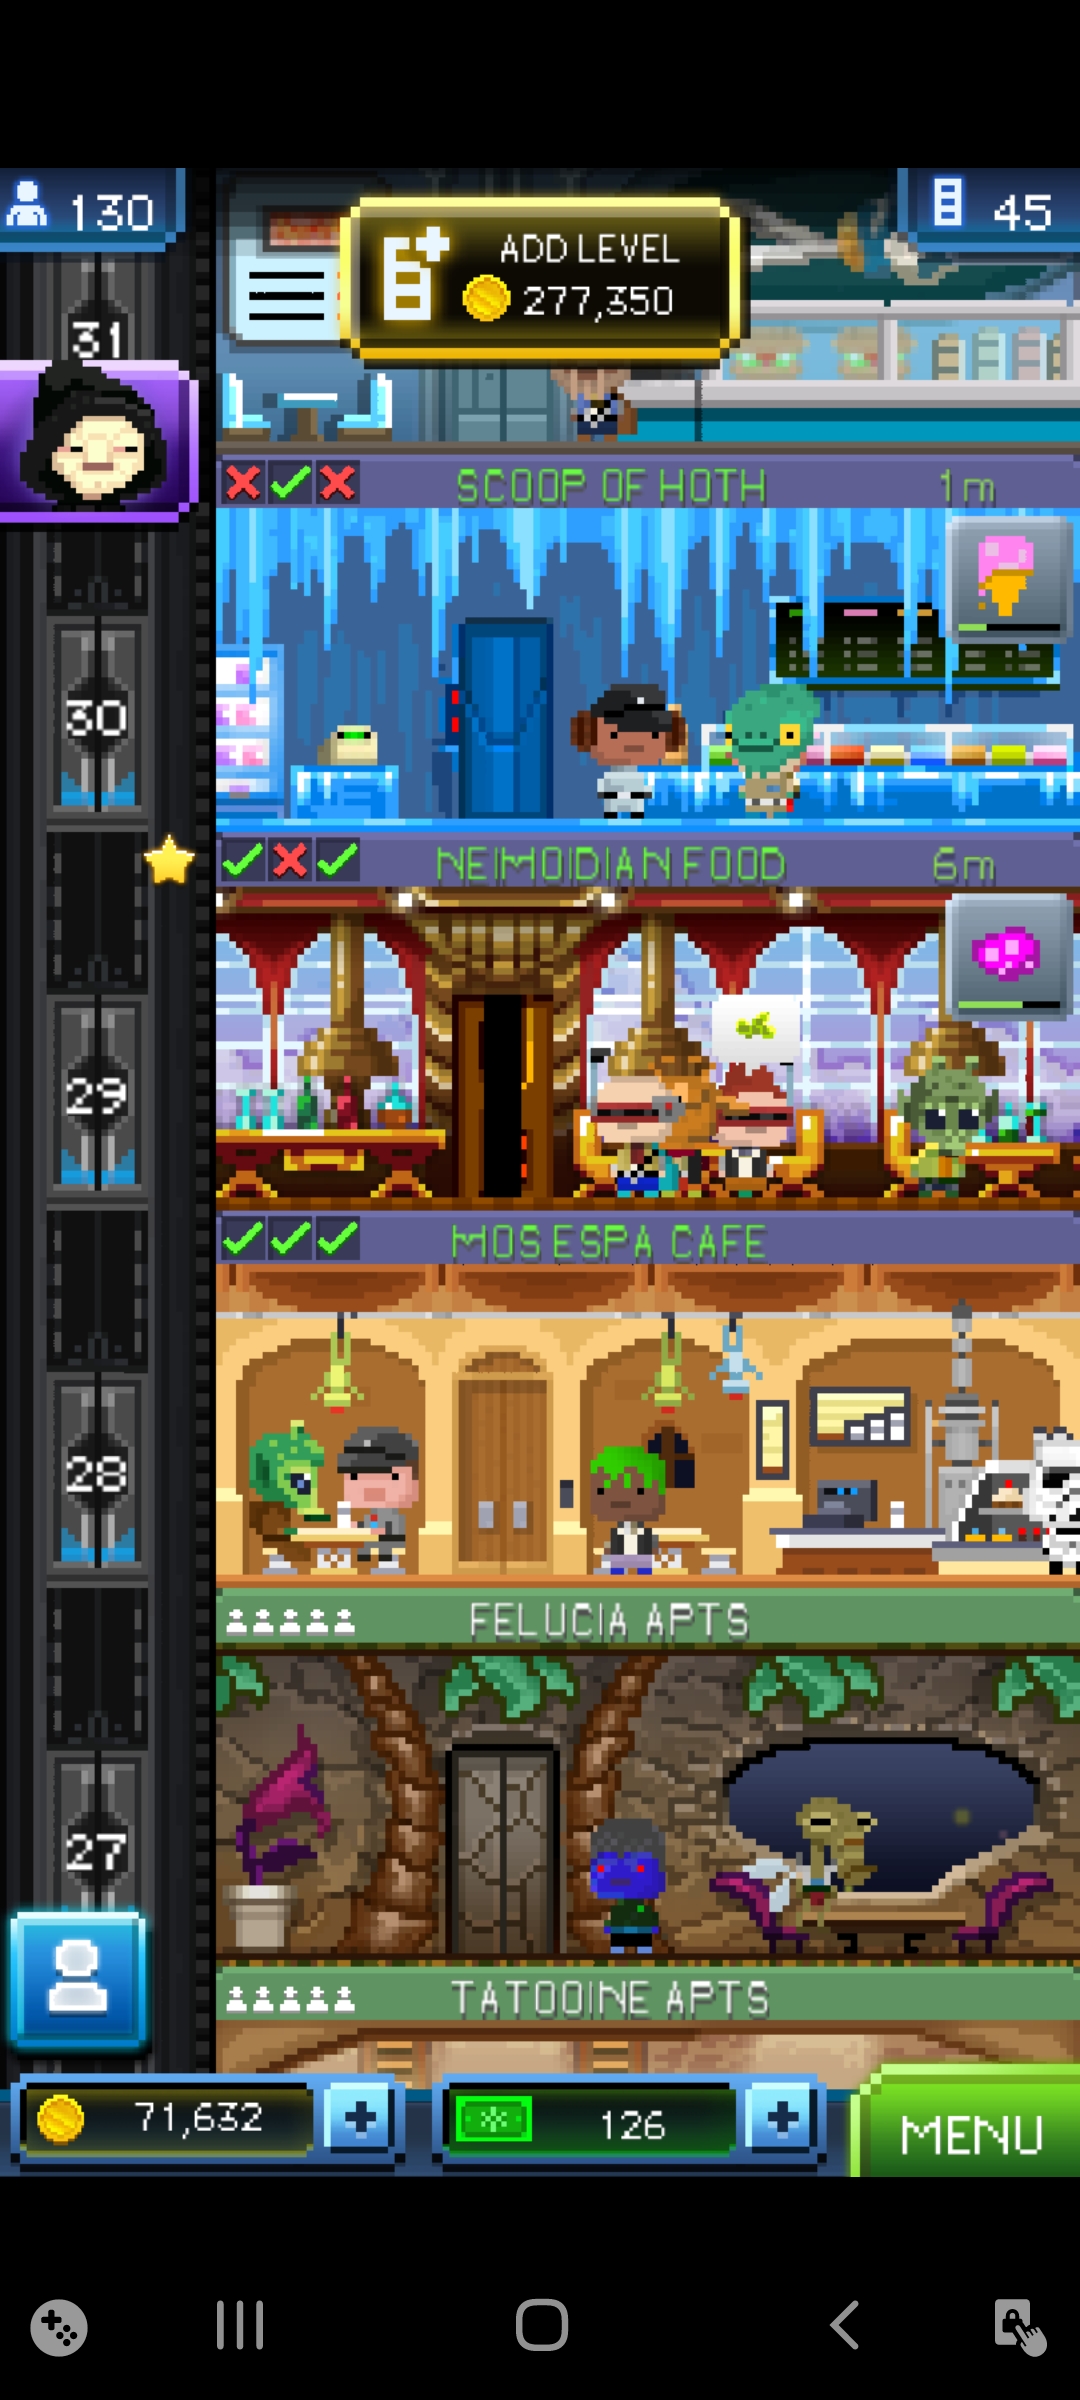 130
45
ADD LEVEL
277,350
31
SCOOP OF HOTH 1m
30
NEIMOIDIAN FOOD 6m
29
MOS ESPA CAFE
28
FELUCIA APTS
27
TATOOINE APTS
71,632
126
MENU